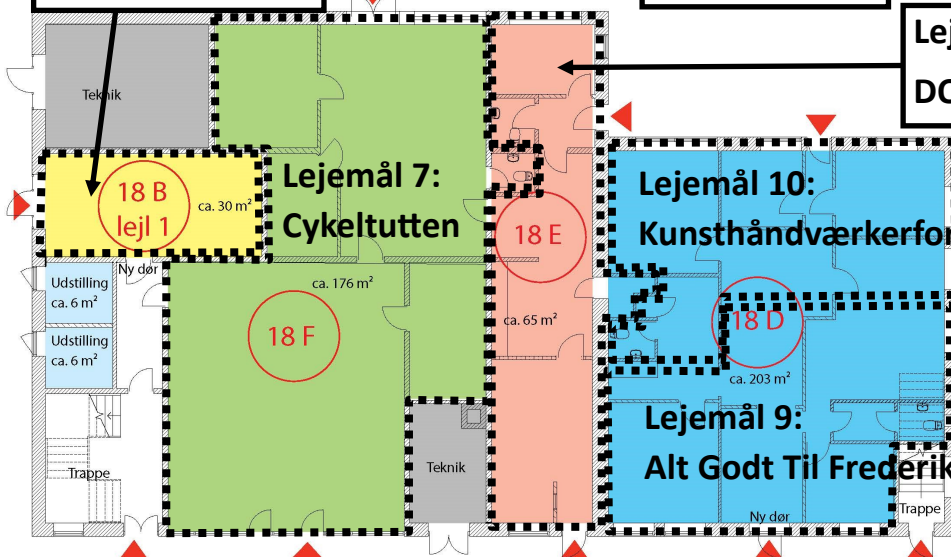 Lej
DO
Teknik
18 B
lejl 1
ca. 30 m²
Lejemål 7:
Cykeltutten
18 E
Lejemål 10:
Kunsthåndværkerfor
Ny dør
Udstilling
ca. 6 m²
ca. 176 m²
Udstilling
ca. 6 m²
18 F
ca. 65 m²
18 D
ca. 203 m²
Lejemål 9:
Alt Godt Til Frederik
Trappe
Teknik
Ny dør
Trappe